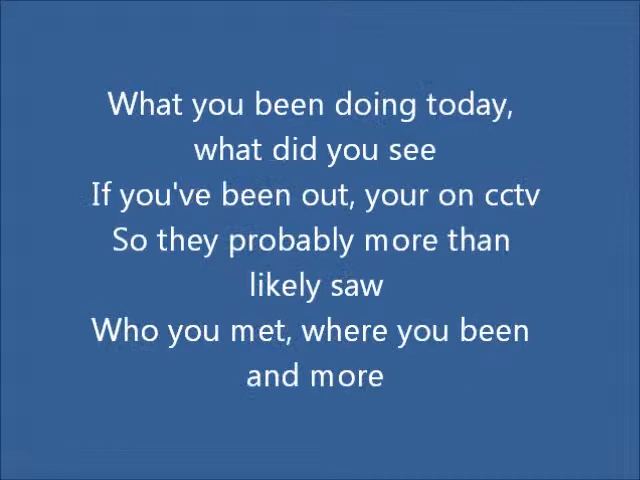 What you been doing today,
what did you see
If you've been out, your on cctv
So they probably more than
likely saw
Who you met, where you been
and more